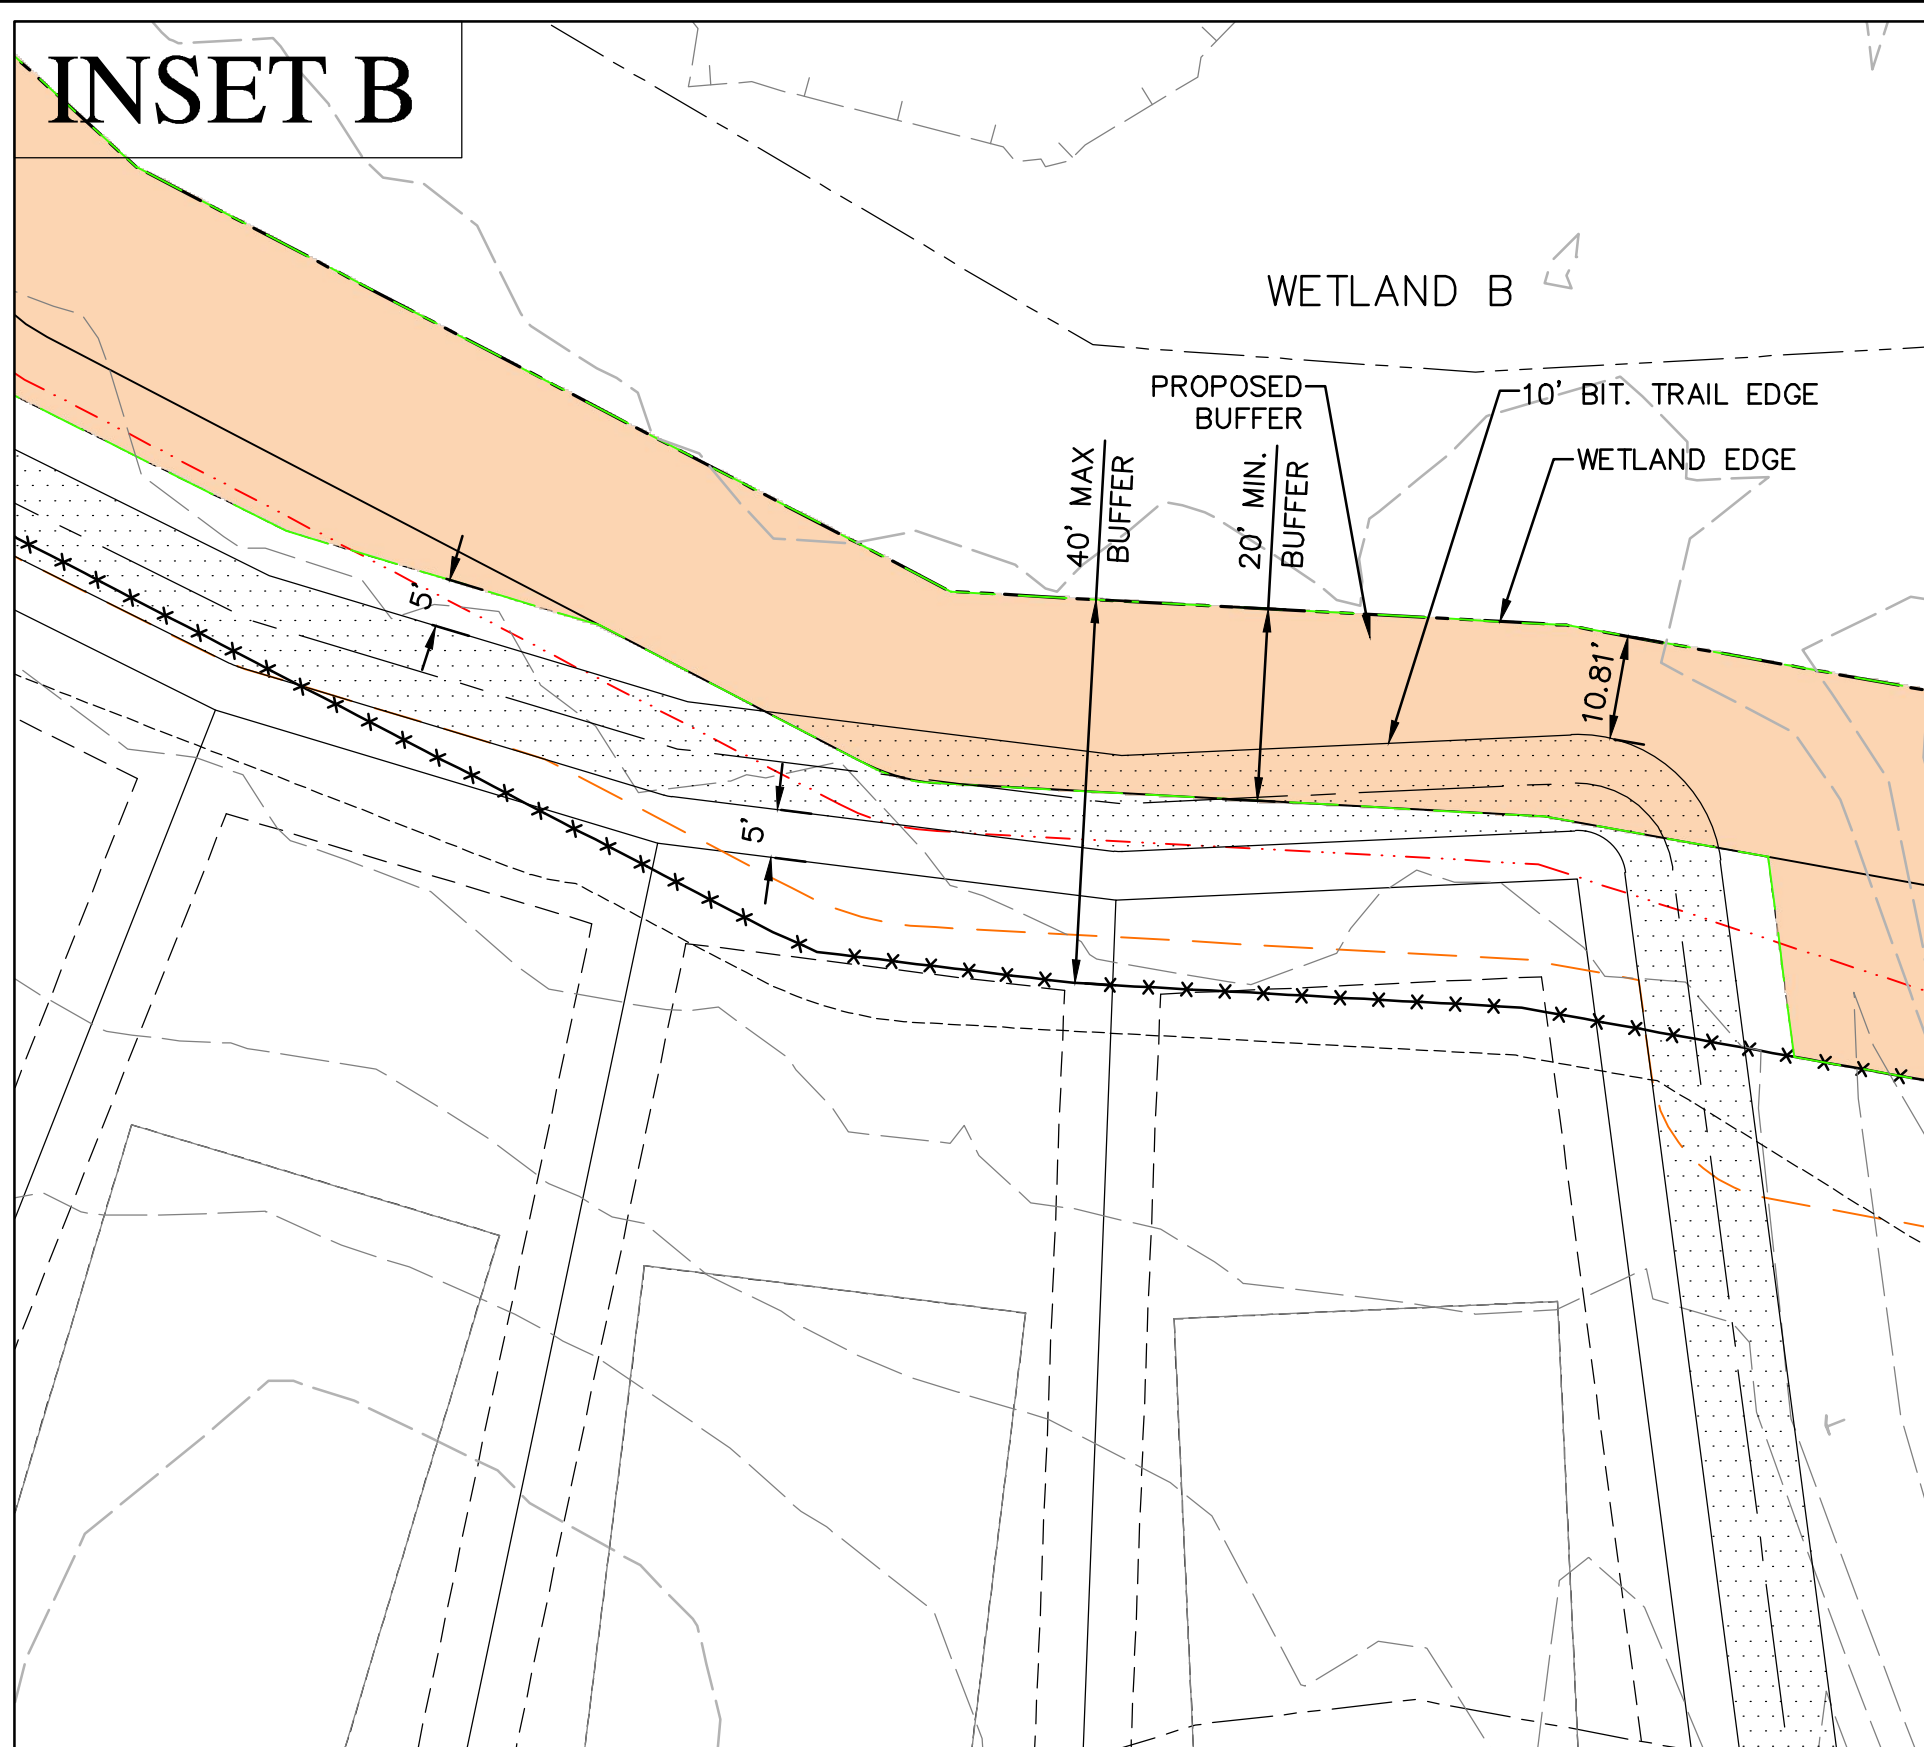 INSET B
WETLAND B
PROPOSED
BUFFER
10' BIT. TRAIL EDGE
WETLAND EDGE
40' MAX
BUFFER
20' MIN.
BUFFER
5'
10.81'
5'